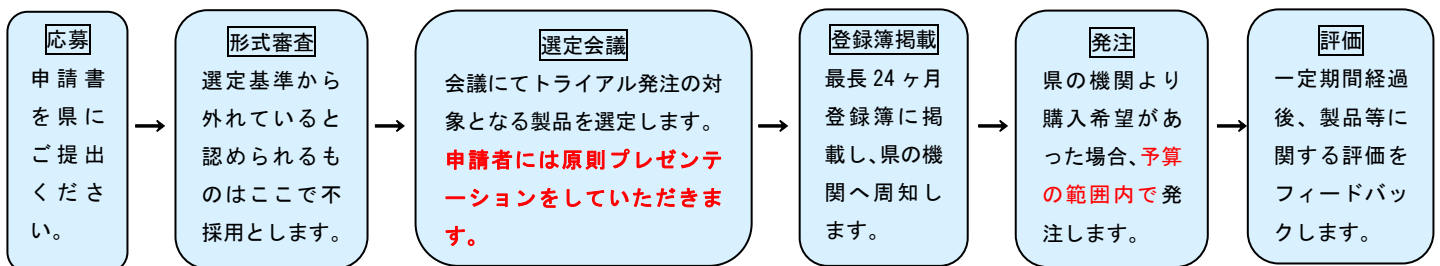 応募
申請書
を県に
ご提出
くださ
い。
形式審査
選定基準から
外れていると
認められるも
のはここで不
採用とします。
選定会議
会議にてトライアル発注の対
象となる製品を選定します。
申請者には原則プレゼンテ
ーションをしていただきま
す。
登録簿掲載
最長 24 ヶ月
登録簿に掲
載し、県の機
関へ周知し
ます。
発注
県の機関より
購入希望があ
った場合、予算
の範囲内で発
注します。
評価
一定期間経過
後、製品等に
関する評価を
フィードバッ
クします。